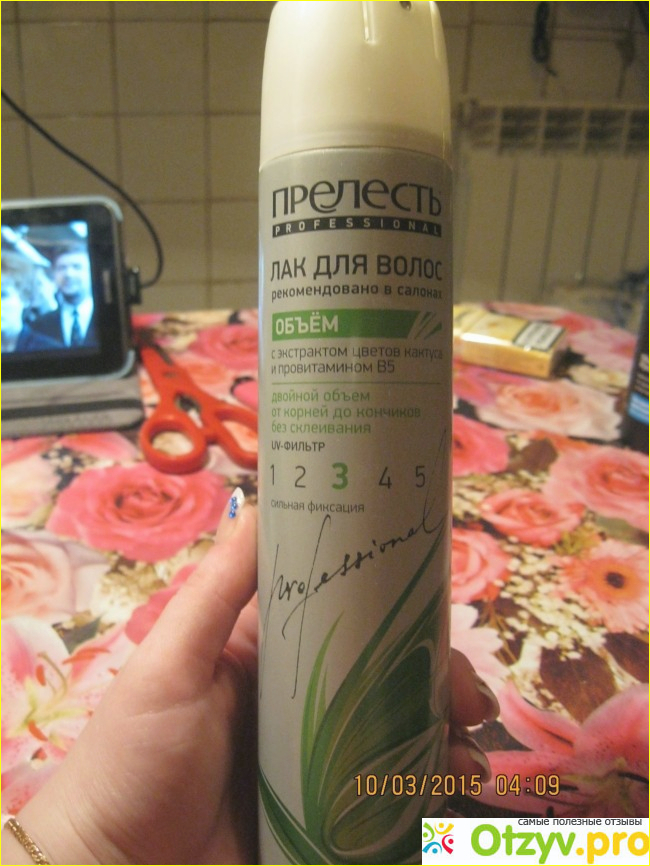 ПРЕЛЕСТЬ
PROFESSIONAL
ЛАК ДЛЯ ВОЛОС
рекомендовано в салонах
ОБЪЁМ
с экстрактом цветов кактуса
и провитамином B5
двойной объем
от корней до кончиков
без склеивания
UV-ФИЛЬТР
1 2 3 4 5
сильная фиксация
professional
10/03/2015 04:09
самые полезные отзывы
Otzyv.pro